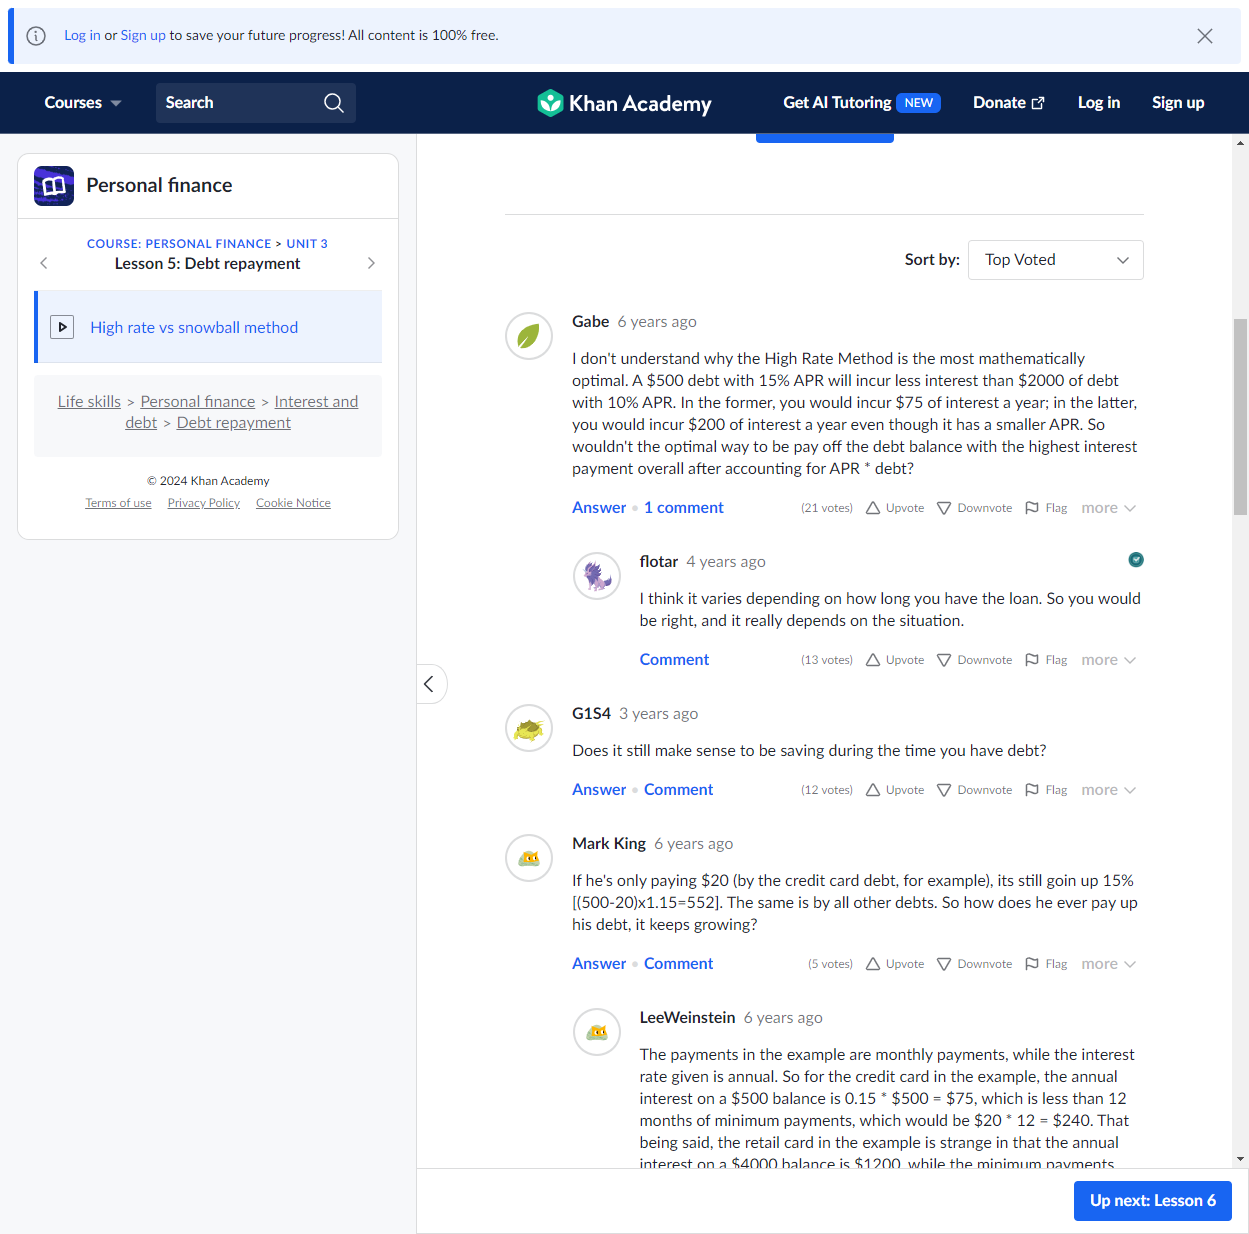 Log in or Sign up to save your future progress! All content is 100% free.
Courses
Search
Khan Academy
Get AI Tutoring NEW
Donate
Log in
Sign up
Personal finance
COURSE: PERSONAL FINANCE > UNIT 3
Lesson 5: Debt repayment
High rate vs snowball method
Life skills > Personal finance > Interest and
debt > Debt repayment
© 2024 Khan Academy
Terms of use Privacy Policy Cookie Notice
Sort by: Top Voted
Gabe 6 years ago
I don't understand why the High Rate Method is the most mathematically
optimal. A $500 debt with 15% APR will incur less interest than $2000 of debt
with 10% APR. In the former, you would incur $75 of interest a year; in the latter,
you would incur $200 of interest a year even though it has a smaller APR. So
wouldn't the optimal way to be pay off the debt balance with the highest interest
payment overall after accounting for APR * debt?
Answer • 1 comment (21 votes) Upvote Downvote Flag more
flotar 4 years ago
I think it varies depending on how long you have the loan. So you would
be right, and it really depends on the situation.
Comment (13 votes) Upvote Downvote Flag more
G1S4 3 years ago
Does it still make sense to be saving during the time you have debt?
Answer • Comment (12 votes) Upvote Downvote Flag more
Mark King 6 years ago
If he's only paying $20 (by the credit card debt, for example), its still goin up 15%
[(500-20)x1.15=552]. The same is by all other debts. So how does he ever pay up
his debt, it keeps growing?
Answer • Comment (5 votes) Upvote Downvote Flag more
LeeWeinstein 6 years ago
The payments in the example are monthly payments, while the interest
rate given is annual. So for the credit card in the example, the annual
interest on a $500 balance is 0.15 * $500 = $75, which is less than 12
months of minimum payments, which would be $20 * 12 = $240. That
being said, the retail card in the example is strange in that the annual
interest on a $4000 balance is $1200, while the minimum payments
Up next: Lesson 6